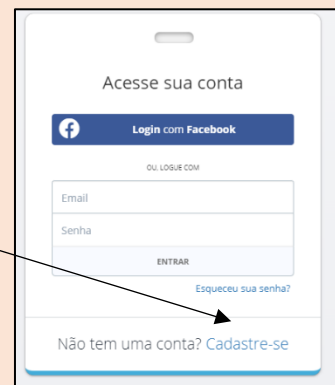 Acesse sua conta
Login com Facebook
OU, LOGUE COM
Email
Senha
ENTRAR
Esqueceu sua senha?
Não tem uma conta? Cadastre-se